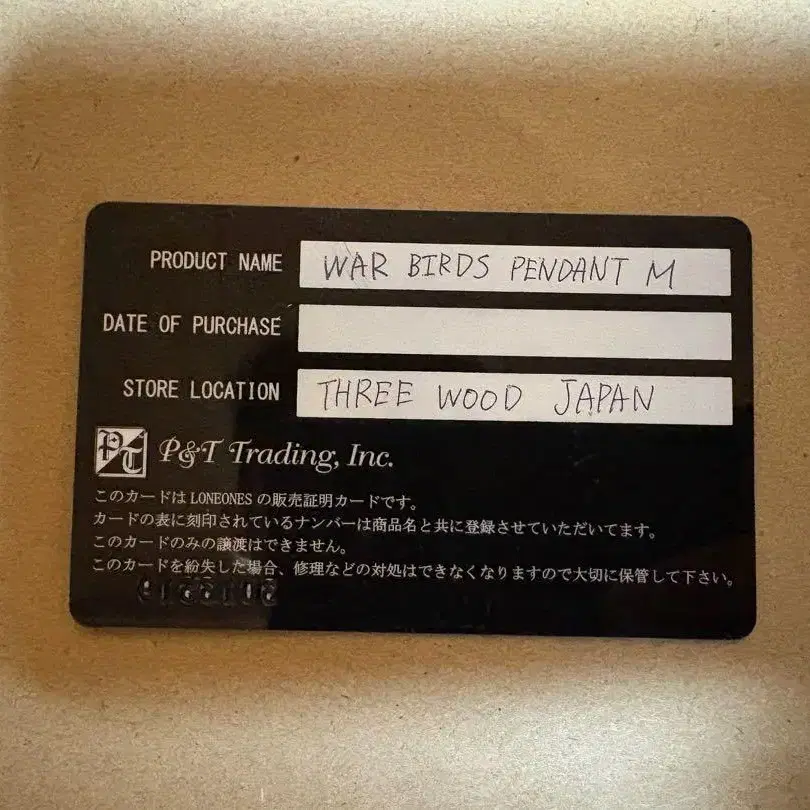 PRODUCT NAME WAR BIRDS PENDANT M
DATE OF PURCHASE
STORE LOCATION THREE WOOD JAPAN
PT P&T Trading, Inc.
このカードは LONEONES の販売証明カードです。
カードの表に刻印されているナンバーは商品名と共に登録させていただいてます。
このカードのみの譲渡はできません。
このカードを紛失した場合、修理などの対処はできなくなりますので大切に保管して下さい。